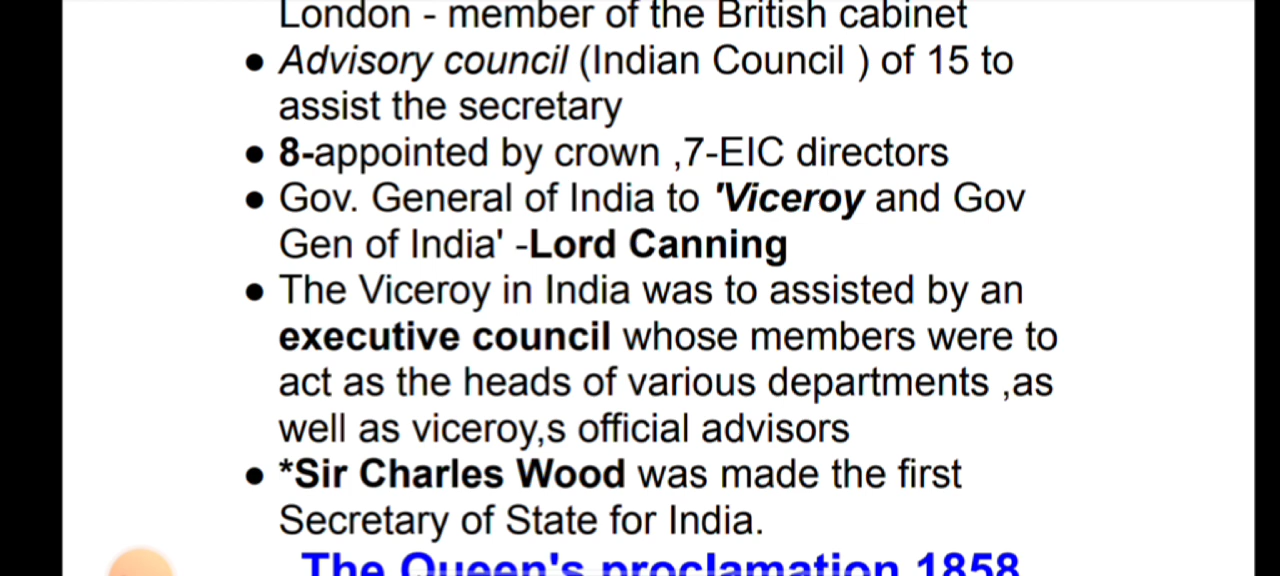 London - member of the British cabinet
● Advisory council (Indian Council ) of 15 to
assist the secretary
● 8-appointed by crown ,7-EIC directors
● Gov. General of India to 'Viceroy and Gov
Gen of India' -Lord Canning
● The Viceroy in India was to assisted by an
executive council whose members were to
act as the heads of various departments ,as
well as viceroy,s official advisors
● *Sir Charles Wood was made the first
Secretary of State for India.
The Queen's proclamation 1858